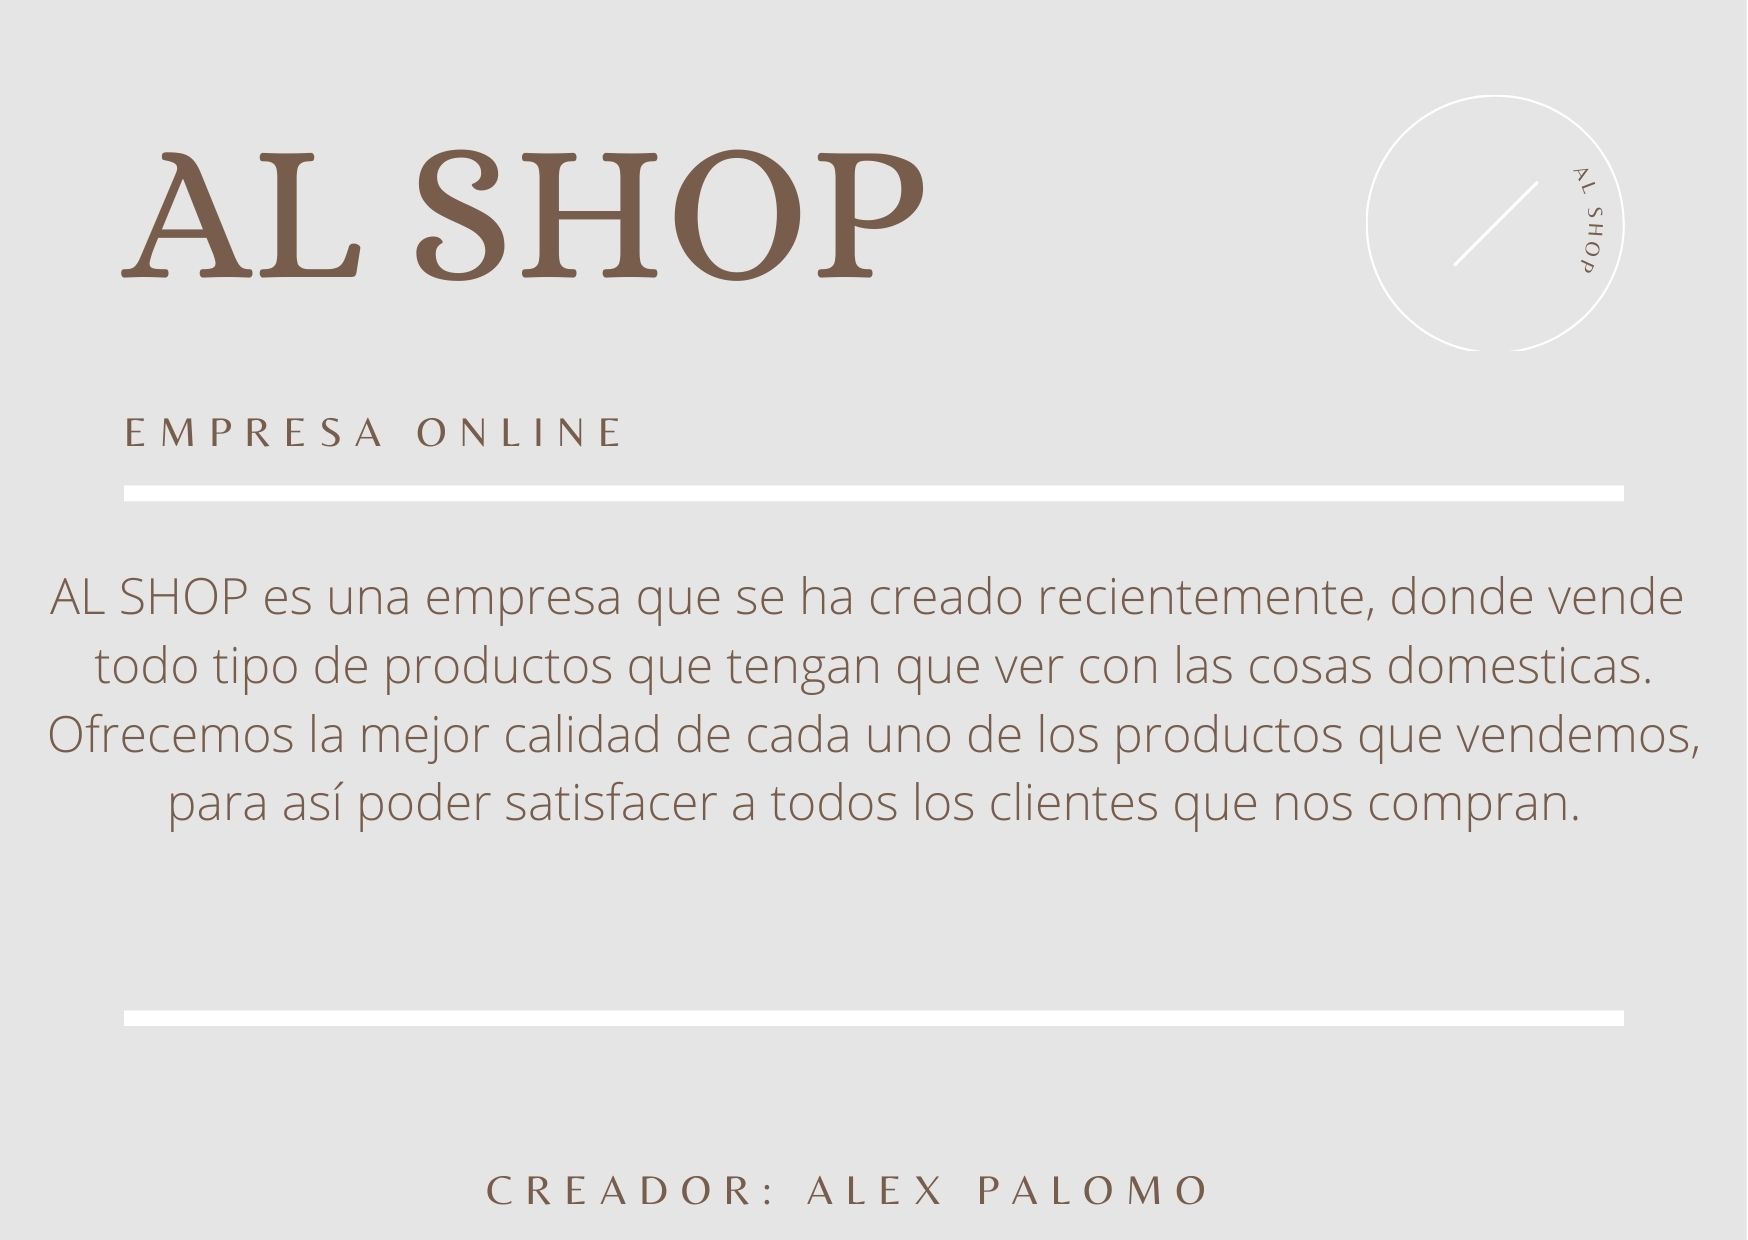 AL SHOP
AL SHOP
EMPRESA ONLINE
AL SHOP es una empresa que se ha creado recientemente, donde vende
todo tipo de productos que tengan que ver con las cosas domesticas.
Ofrecemos la mejor calidad de cada uno de los productos que vendemos,
para así poder satisfacer a todos los clientes que nos compran.
CREADOR: ALEX PALOMO